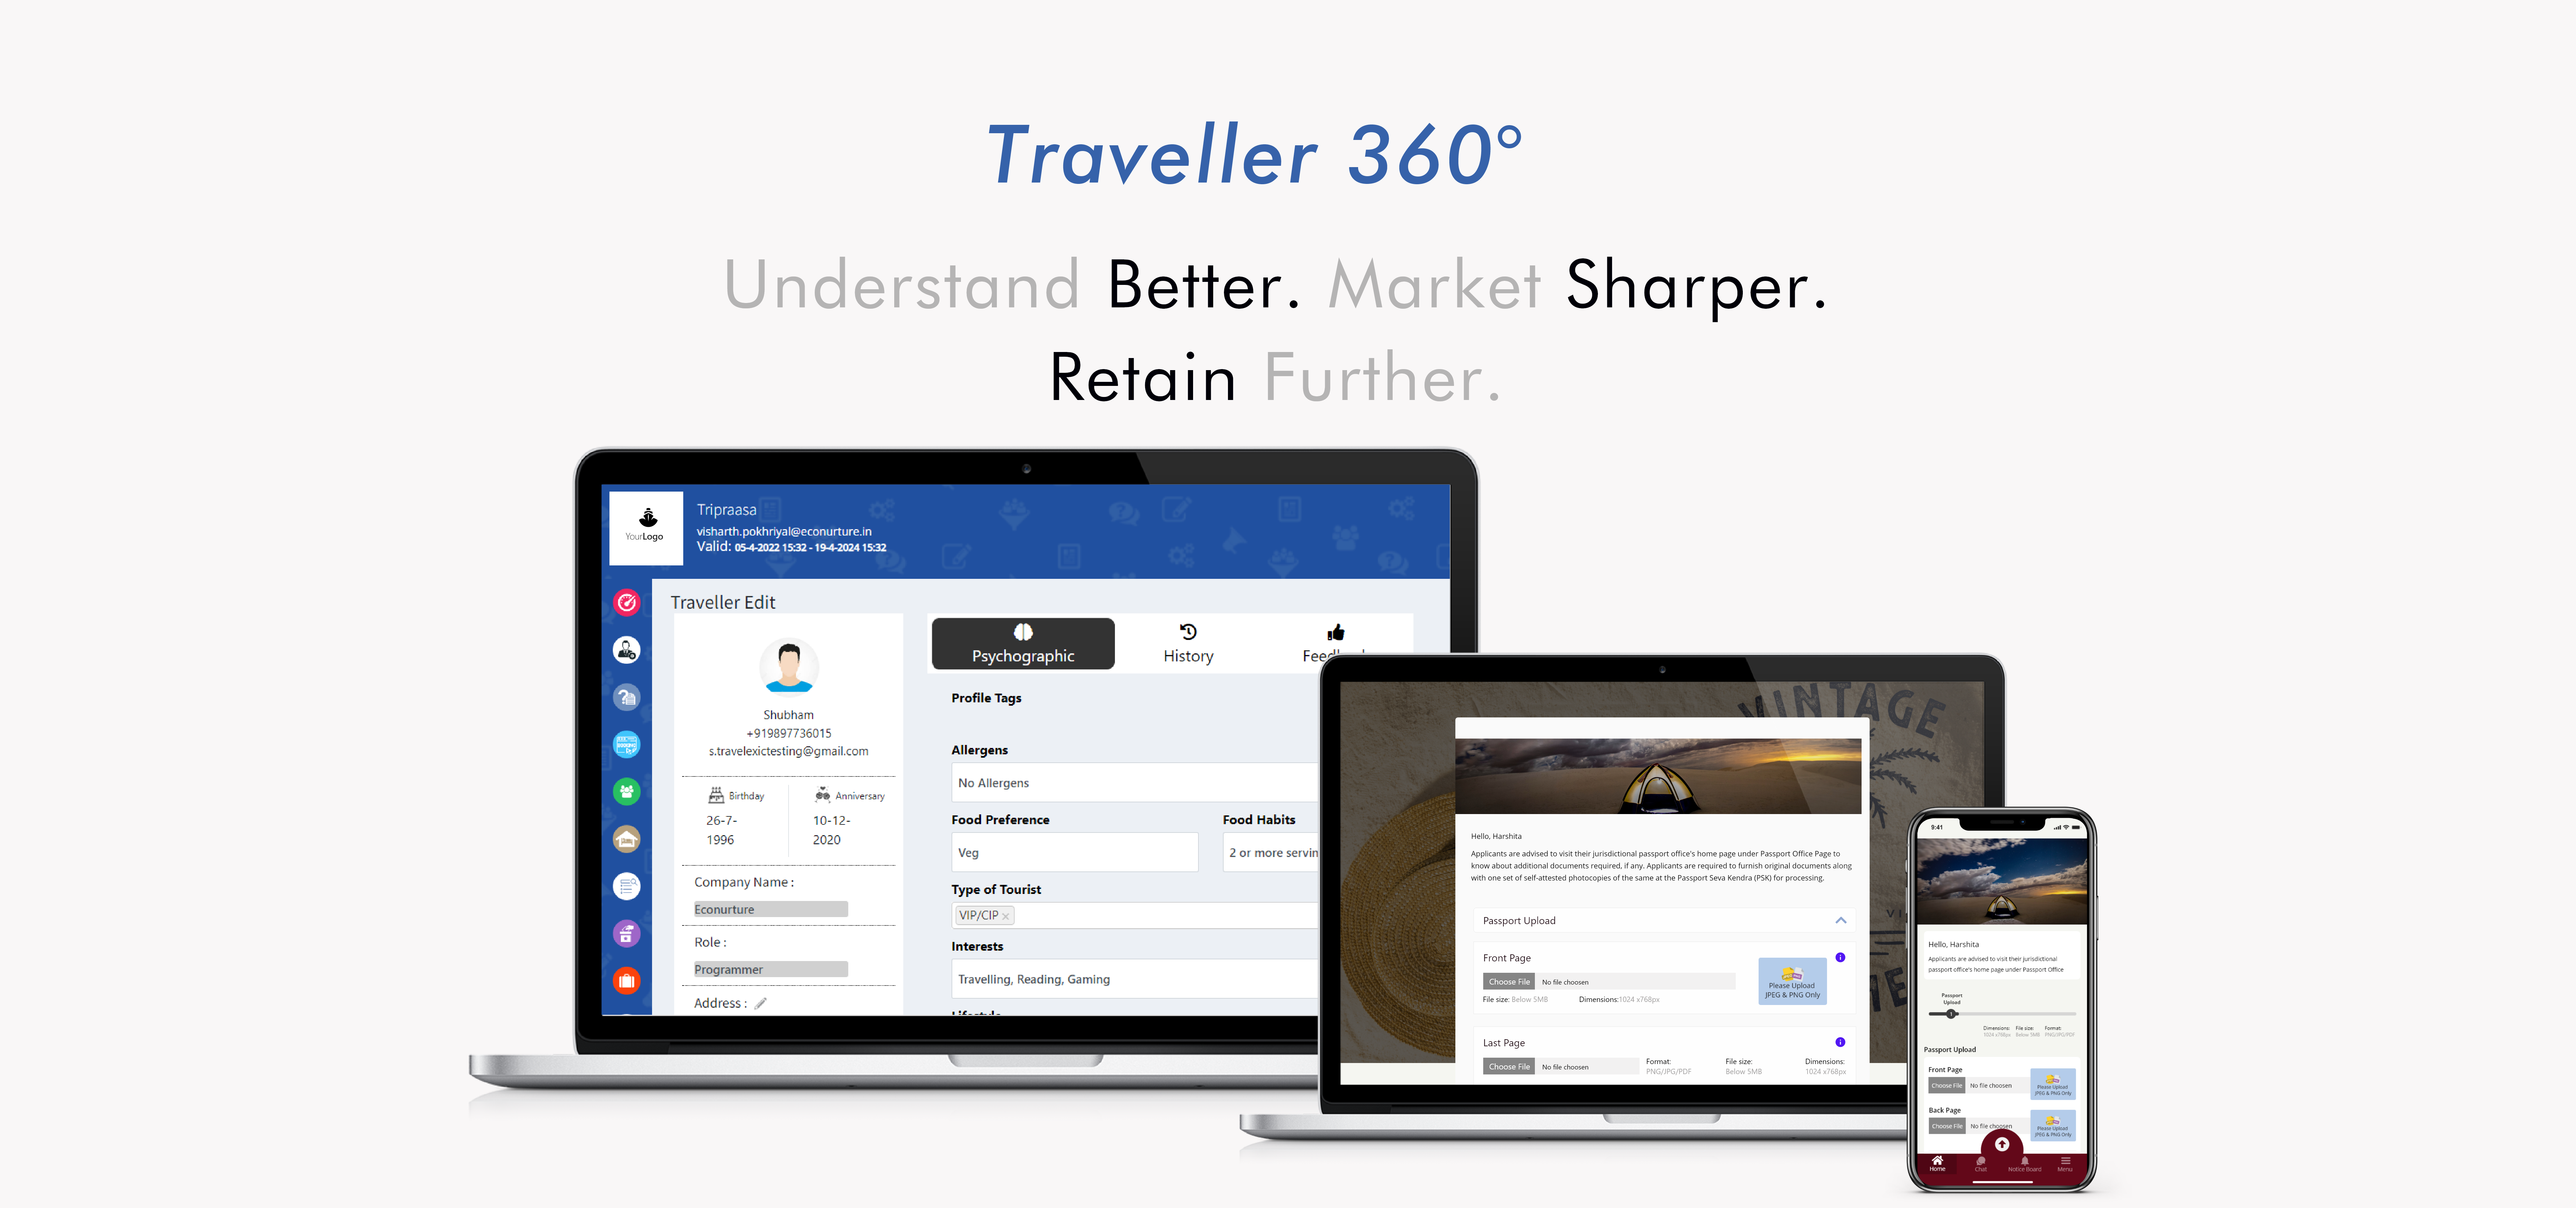 Traveller 360°
Understand Better. Market Sharper.
Retain Further.
YourLogo
Tripraasa
visharth.pokhriyal@econurture.in
Valid: 05-4-2022 15:32 - 19-4-2024 15:32
Traveller Edit
Shubham
+919897736015
s.travelexictesting@gmail.com
Birthday
Anniversary
26-7-
1996
10-12-
2020
Company Name :
Econurture
Role :
Programmer
Address :
Psychographic
History
Profile Tags
Allergens
No Allergens
Food Preference
Food Habits
Veg
2 or more servin
Type of Tourist
VIP/CIP ×
Interests
Travelling, Reading, Gaming
VINTAGE
Hello, Harshita
Applicants are advised to visit their jurisdictional passport office's home page under Passport Office Page to
know about additional documents required, if any. Applicants are required to furnish original documents along
with one set of self-attested photocopies of the same at the Passport Seva Kendra (PSK) for processing.
Passport Upload
Front Page
Choose File No file choosen
File size: Below 5MB Dimensions:1024 x768px
Please Upload
JPEG & PNG Only
Last Page
Choose File No file choosen
Format: File size: Dimensions:
PNG/JPG/PDF Below 5MB 1024 x768px
9:41
Hello, Harshita
Applicants are advised to visit their jurisdictional
passport office's home page under Passport Office
Passport
Upload
1
Dimensions: File size: Format:
1024 x768px Below 5MB PNG/JPG/PDF
Passport Upload
Front Page
Choose File No file choosen
Please Upload
JPEG & PNG Only
Back Page
Choose File No file choosen
Please Upload
JPEG & PNG Only
Home Chat Notice Board Menu